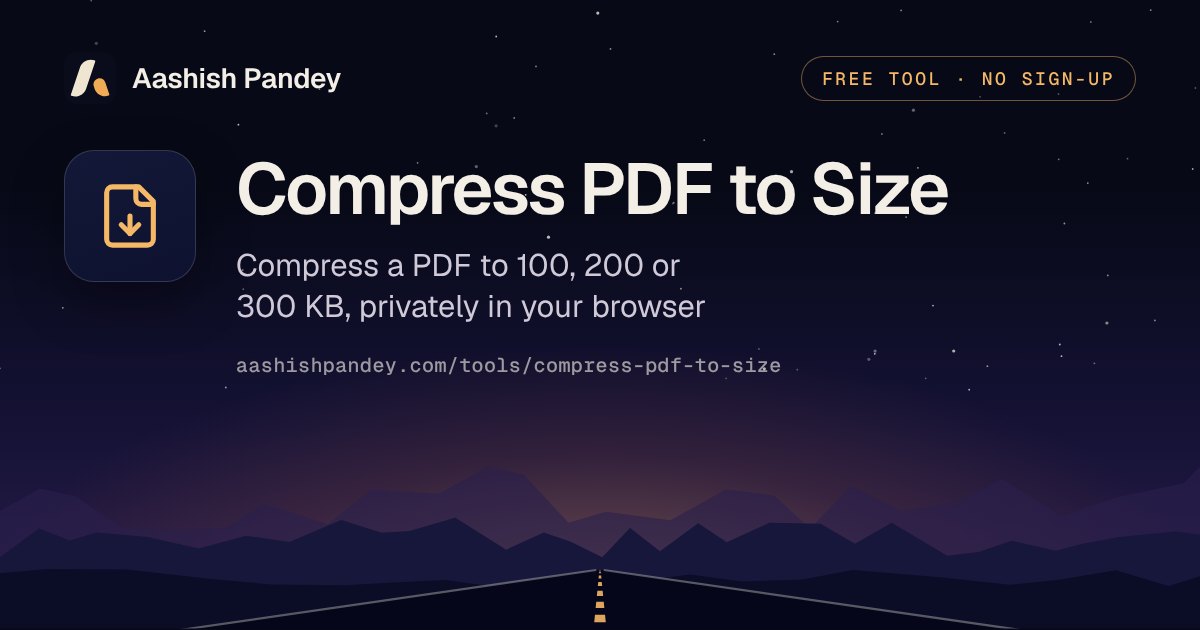 Aashish Pandey
FREE TOOL · NO SIGN-UP
Compress PDF to Size
Compress a PDF to 100, 200 or
300 KB, privately in your browser
aashishpandey.com/tools/compress-pdf-to-size